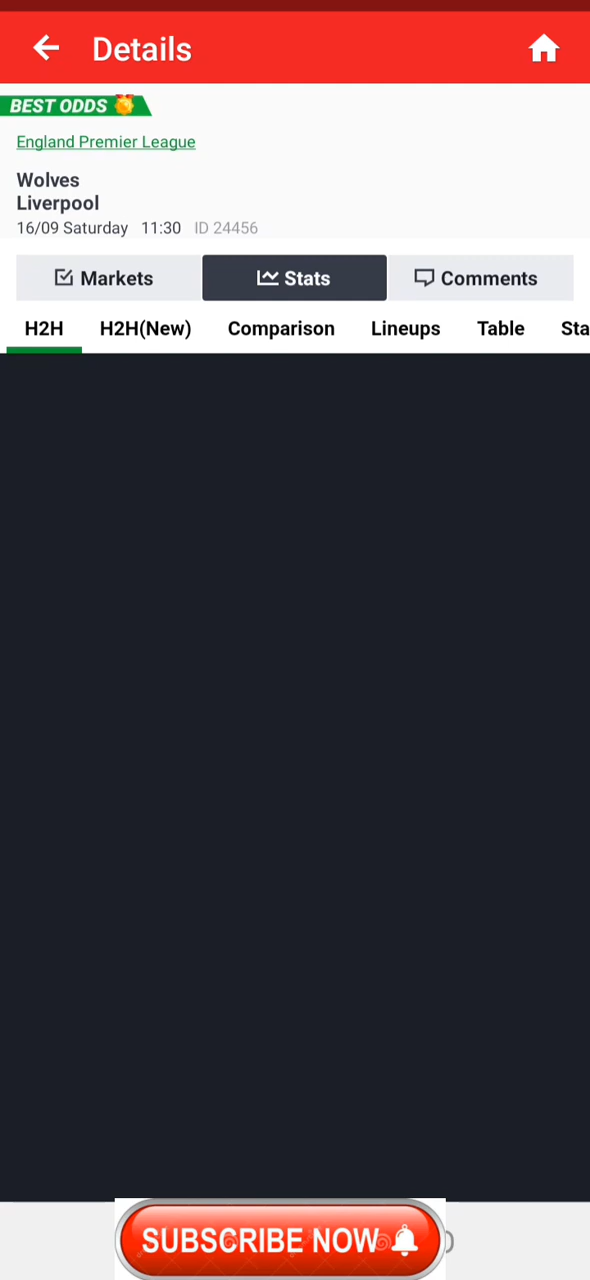 Details
BEST ODDS
England Premier League
Wolves
Liverpool
16/09 Saturday 11:30 ID 24456
Markets Stats Comments
H2H H2H(New) Comparison Lineups Table Sta
SUBSCRIBE NOW